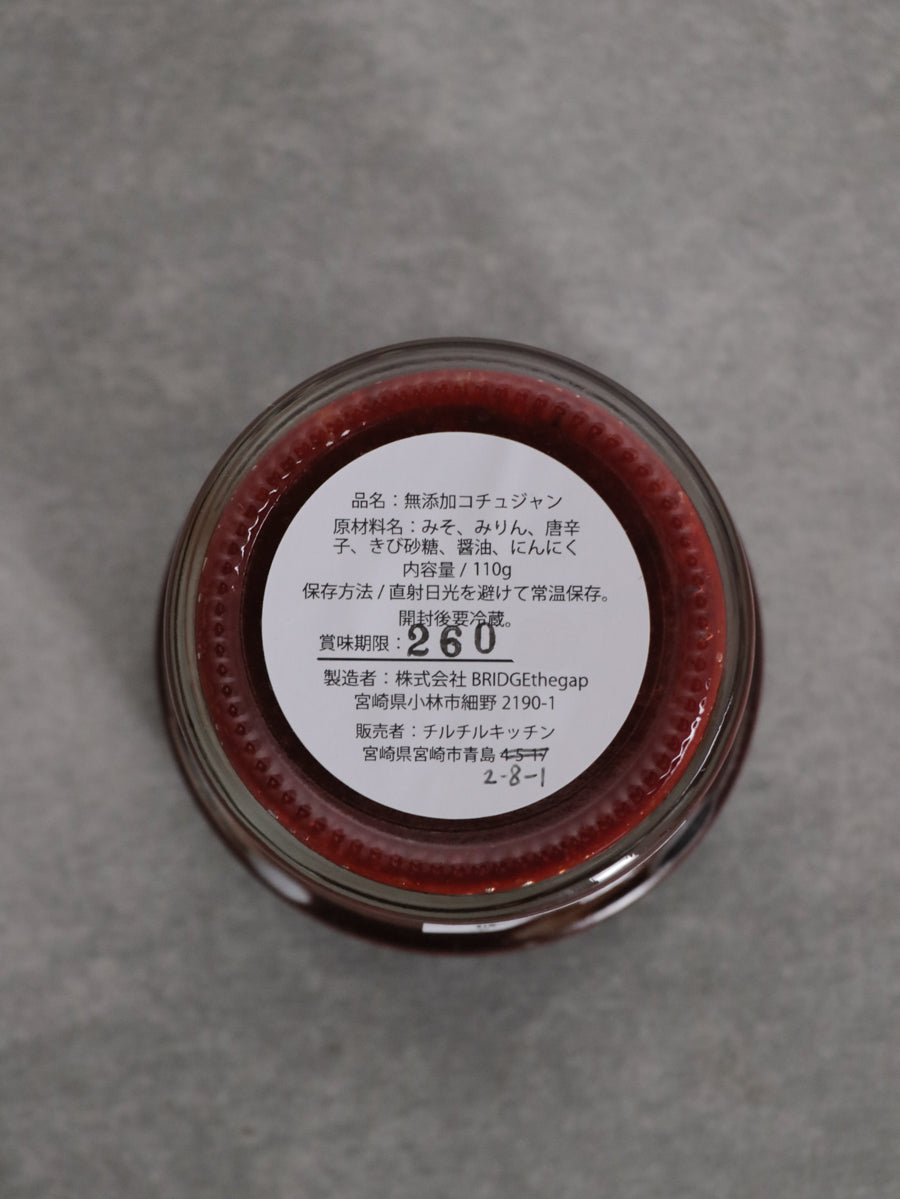 品名：無添加コチュジャン
原材料名：みそ、みりん、唐辛
子、きび砂糖、醤油、にんにく
内容量 / 110g
保存方法 / 直射日光を避けて常温保存。
開封後要冷蔵。
賞味期限：260
製造者：株式会社 BRIDGEthegap
宮崎県小林市細野 2190-1
販売者：チルチルキッチン
宮崎県宮崎市青島 4-5-17
2-8-1